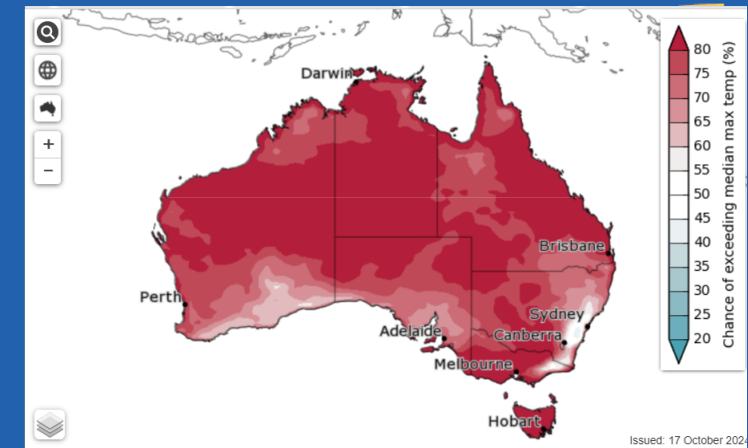 Darwin
Brisbane
Perth
Sydney
Adelaide
Canberra
Melbourne
Hobart
+
−
80
75
70
65
60
55
50
45
40
35
30
25
20
Chance of exceeding median max temp (%)
Issued: 17 October 2024